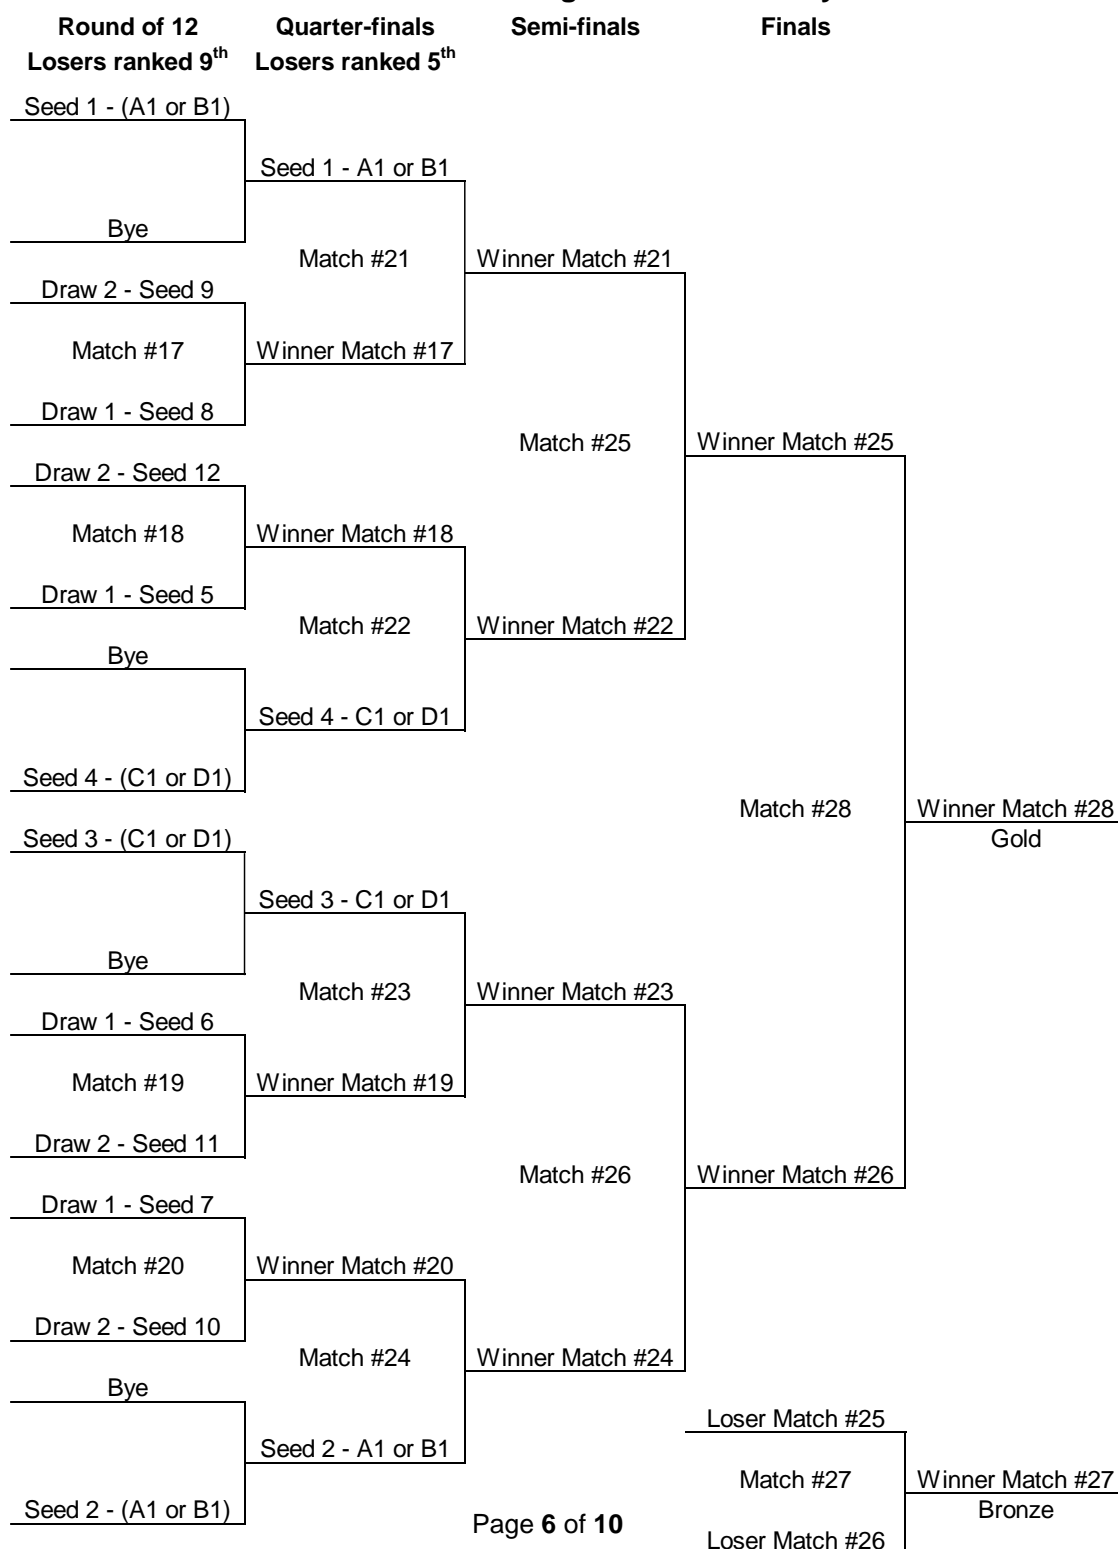 Round of 12 Quarter-finals Semi-finals Finals
Losers ranked 9th Losers ranked 5th
Seed 1 - (A1 or B1)
Seed 1 - A1 or B1
Bye
Match #21 Winner Match #21
Draw 2 - Seed 9
Match #17 Winner Match #17
Draw 1 - Seed 8
Match #25 Winner Match #25
Draw 2 - Seed 12
Match #18 Winner Match #18
Draw 1 - Seed 5
Match #22 Winner Match #22
Bye
Seed 4 - C1 or D1
Seed 4 - (C1 or D1)
Match #28 Winner Match #28
Seed 3 - (C1 or D1) Gold
Seed 3 - C1 or D1
Bye
Match #23 Winner Match #23
Draw 1 - Seed 6
Match #19 Winner Match #19
Draw 2 - Seed 11
Match #26 Winner Match #26
Draw 1 - Seed 7
Match #20 Winner Match #20
Draw 2 - Seed 10
Match #24 Winner Match #24
Bye
Loser Match #25
Seed 2 - A1 or B1
Match #27 Winner Match #27
Seed 2 - (A1 or B1) Bronze
Page 6 of 10
Loser Match #26